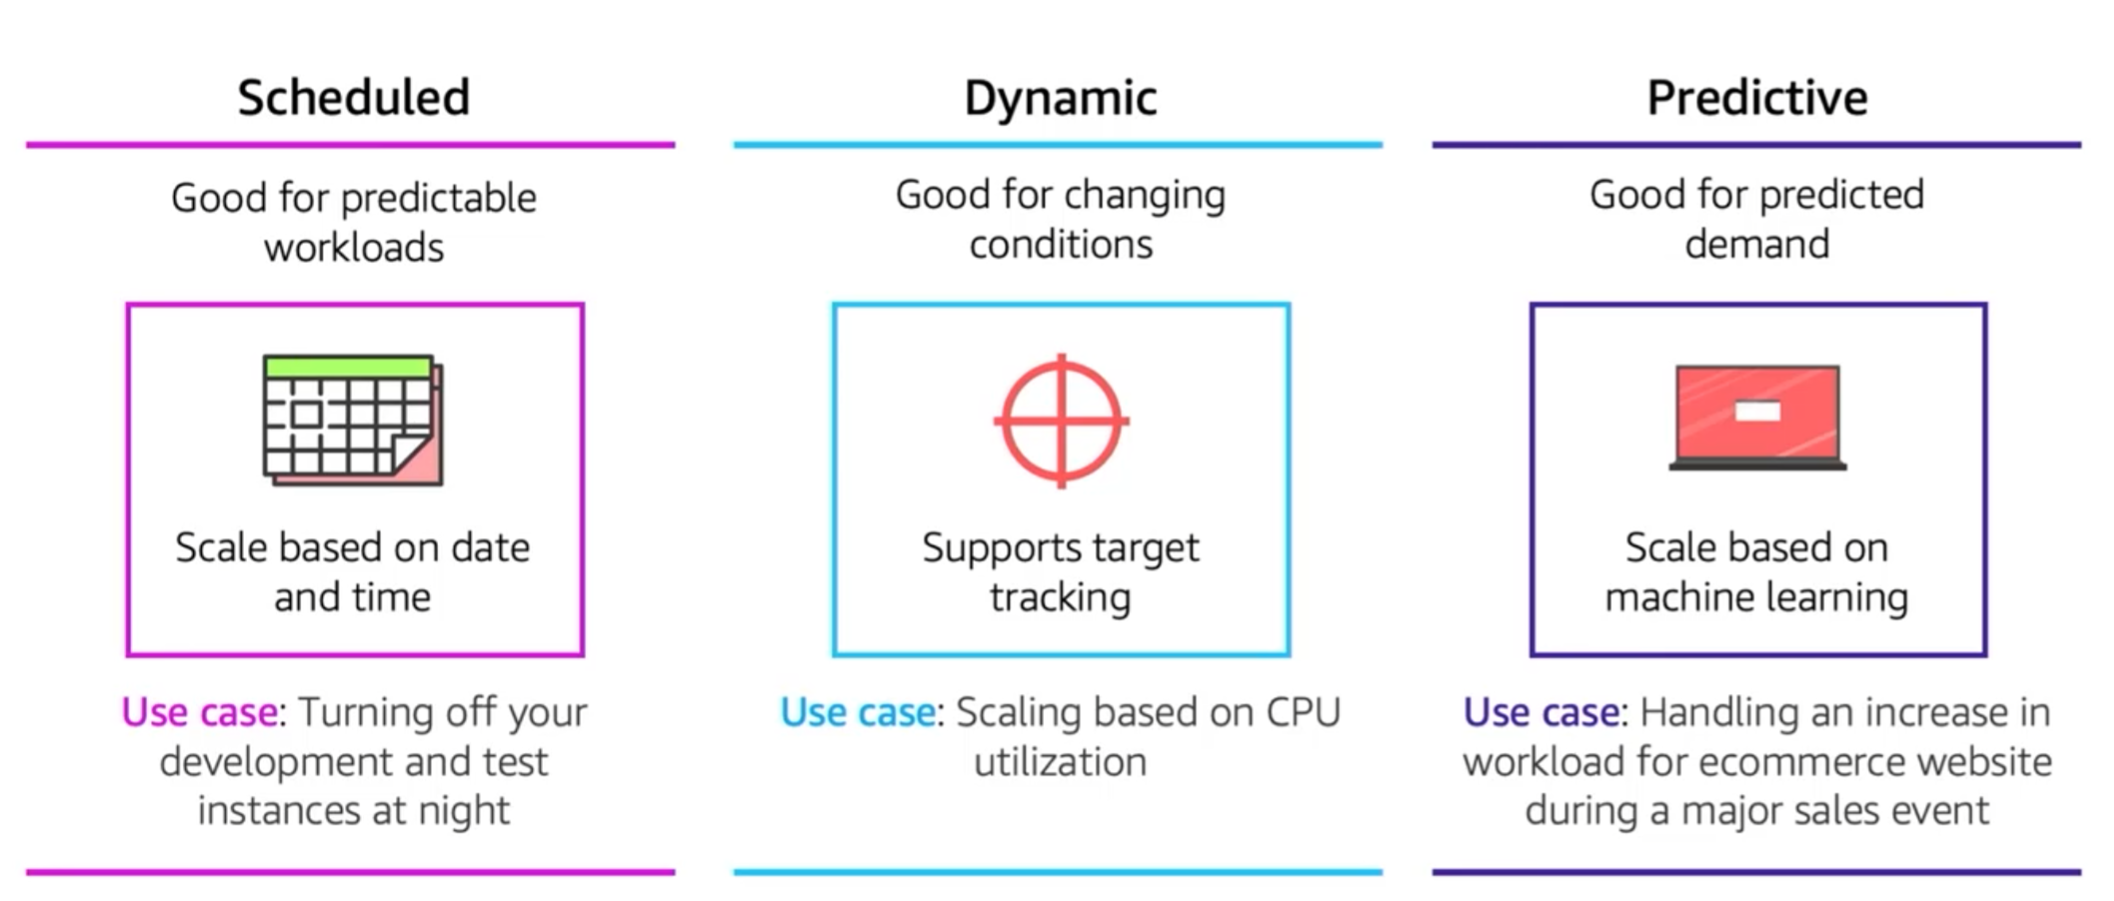 Scheduled
Good for predictable
workloads
Scale based on date
and time
Use case: Turning off your
development and test
instances at night
Dynamic
Good for changing
conditions
Supports target
tracking
Use case: Scaling based on CPU
utilization
Predictive
Good for predicted
demand
Scale based on
machine learning
Use case: Handling an increase in
workload for ecommerce website
during a major sales event